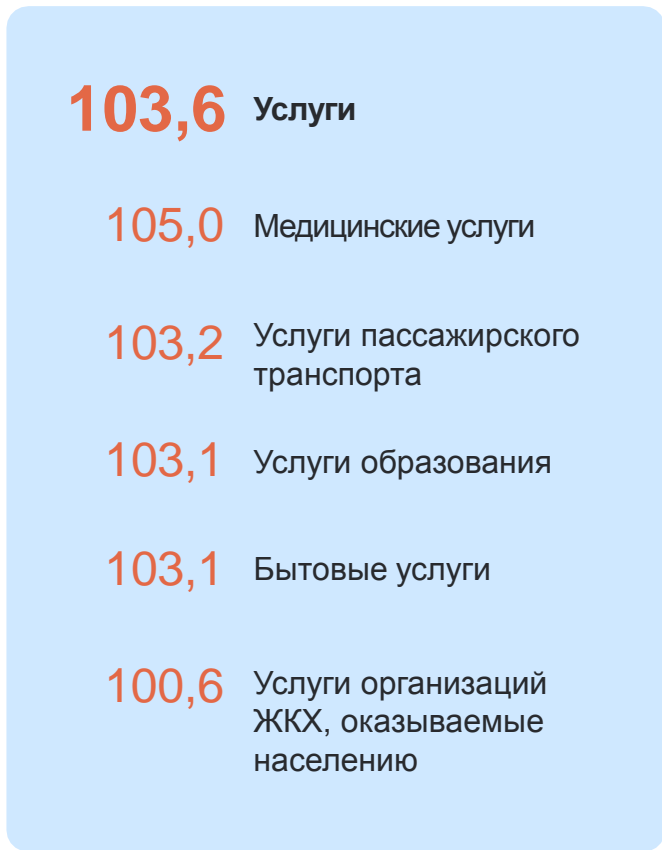 103,6 Услуги
105,0 Медицинские услуги
103,2 Услуги пассажирского
транспорта
103,1 Услуги образования
103,1 Бытовые услуги
100,6 Услуги организаций
ЖКХ, оказываемые
населению